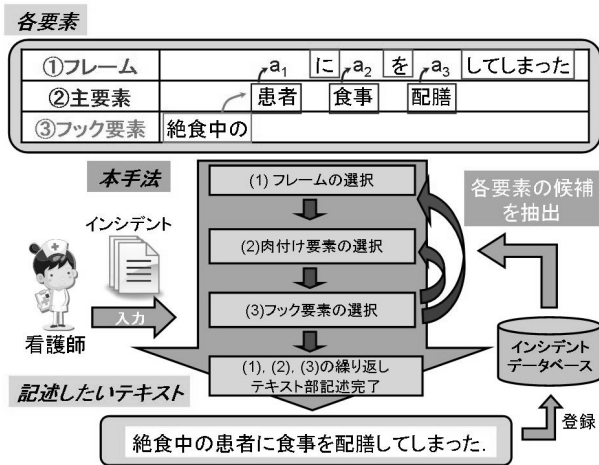 各要素
①フレーム a₁ に a₂ を a₃ してしまった
②主要素 患者 食事 配膳
③フック要素 絶食中の
本手法
(1) フレームの選択
各要素の候補
を抽出
インシデント
(2)肉付け要素の選択
(3)フック要素の選択
入力
看護師
インシデント
データベース
(1), (2), (3)の繰り返し
テキスト部記述完了
記述したいテキスト
登録
絶食中の患者に食事を配膳してしまった.